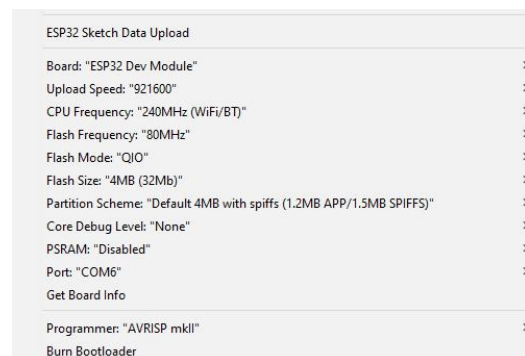 ESP32 Sketch Data Upload
Board: "ESP32 Dev Module"
Upload Speed: "921600"
CPU Frequency: "240MHz (WiFi/BT)"
Flash Frequency: "80MHz"
Flash Mode: "QIO"
Flash Size: "4MB (32Mb)"
Partition Scheme: "Default 4MB with spiffs (1.2MB APP/1.5MB SPIFFS)"
Core Debug Level: "None"
PSRAM: "Disabled"
Port: "COM6"
Get Board Info
Programmer: "AVRISP mkII"
Burn Bootloader